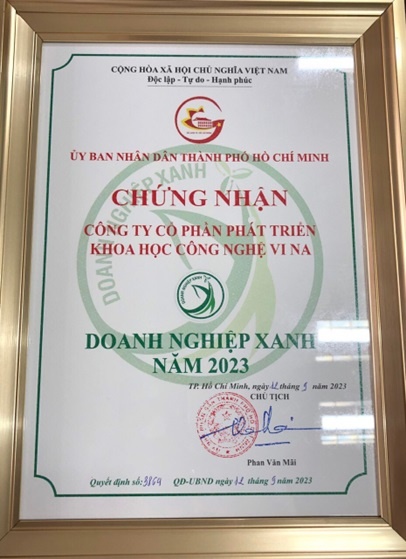 CỘNG HÒA XÃ HỘI CHỦ NGHĨA VIỆT NAM
Độc lập - Tự do - Hạnh phúc
ỦY BAN NHÂN DÂN THÀNH PHỐ HỒ CHÍ MINH
CHỨNG NHẬN
CÔNG TY CỔ PHẦN PHÁT TRIỂN
KHOA HỌC CÔNG NGHỆ VI NA
DOANH NGHIỆP XANH
DOANH NGHIỆP XANH
NĂM 2023
TP. Hồ Chí Minh, ngày 12 tháng 9 năm 2023
CHỦ TỊCH
Phan Văn Mãi
Quyết định số: 3864 QĐ-UBND ngày 12 tháng 9 năm 2023